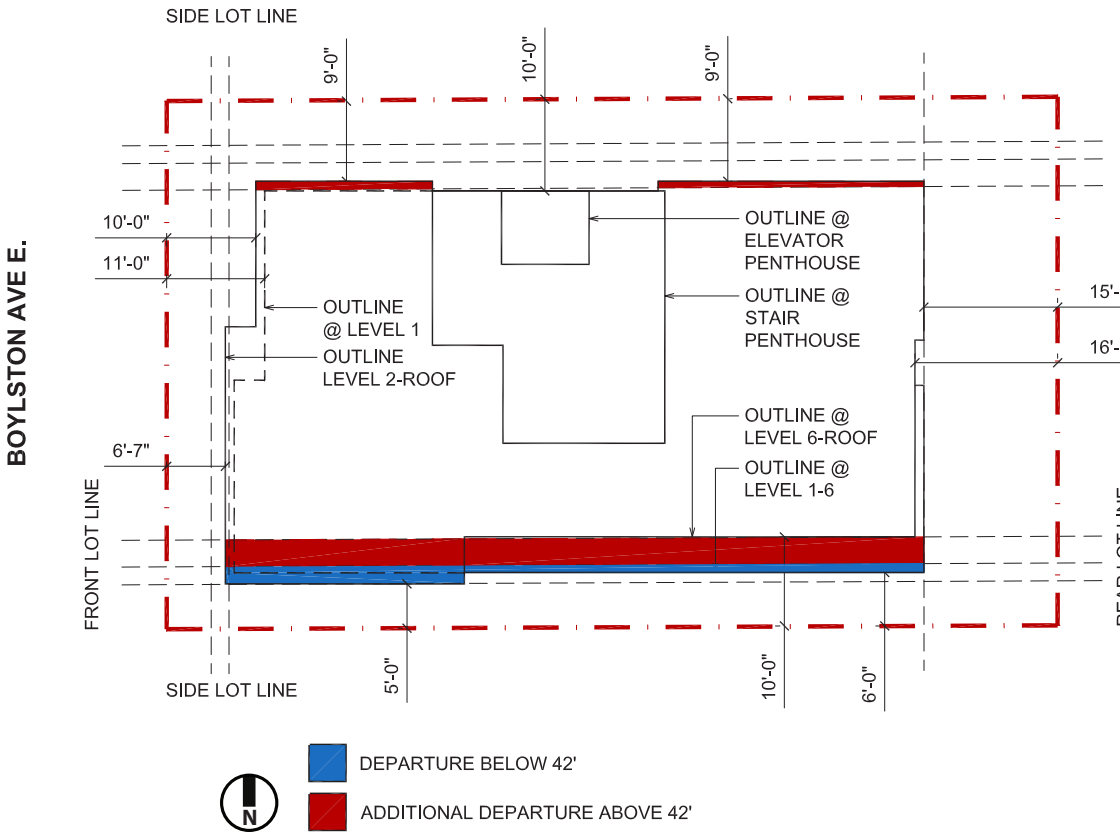 SIDE LOT LINE
9'-0"
10'-0"
9'-0"
BOYLSTON AVE E.
10'-0"
11'-0"
OUTLINE
@ LEVEL 1
OUTLINE
LEVEL 2-ROOF
OUTLINE @
ELEVATOR
PENTHOUSE
OUTLINE @
STAIR
PENTHOUSE
15'-
16'-
6'-7"
OUTLINE @
LEVEL 6-ROOF
OUTLINE @
LEVEL 1-6
FRONT LOT LINE
SIDE LOT LINE
5'-0"
10'-0"
6'-0"
DEPARTURE BELOW 42'
N
ADDITIONAL DEPARTURE ABOVE 42'